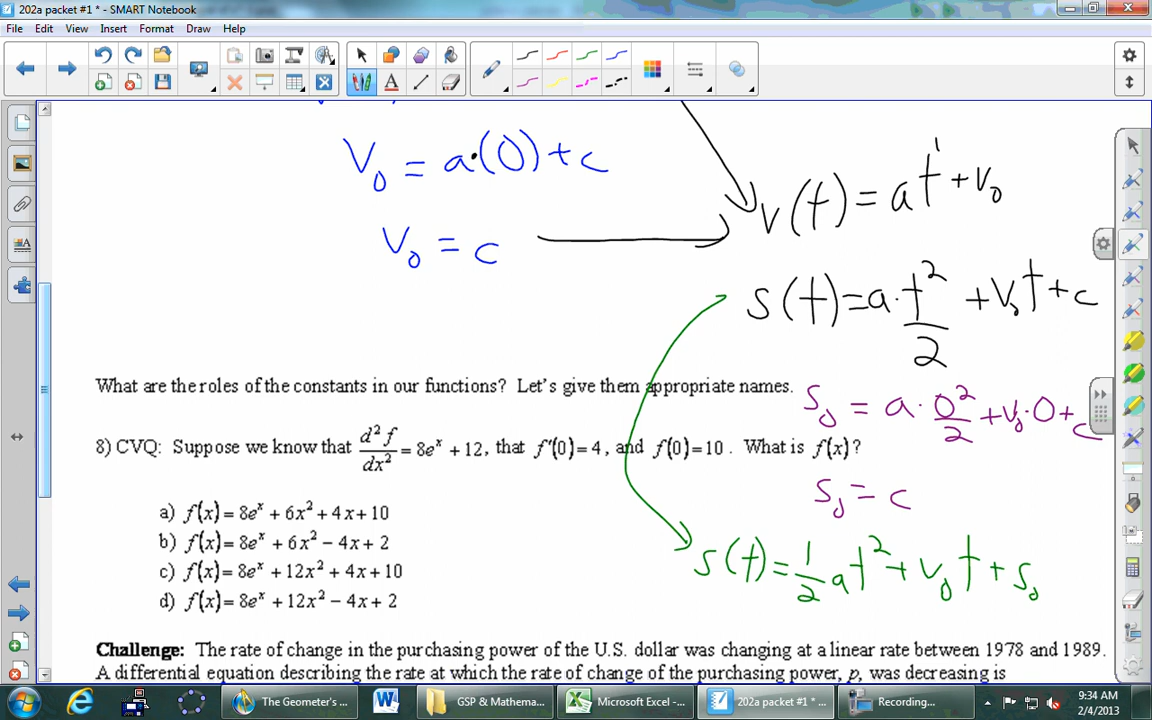 202a packet #1 * - SMART Notebook
File Edit View Insert Format Draw Help
V₀ = a·(0)+c
V₀ = c
v(t) = at¹+v₀
s(t)=a·t²/2 +v₀t+c
What are the roles of the constants in our functions? Let's give them appropriate names.
s₀ = a·0²/2+v₀·0+c
8) CVQ: Suppose we know that d²f/dx² = 8eˣ +12, that f'(0)=4, and f(0)=10. What is f(x)?
s₀ = c
a) f(x)= 8eˣ + 6x² + 4x+10
b) f(x)= 8eˣ + 6x² − 4x+ 2
c) f(x)= 8eˣ +12x² + 4x+10
d) f(x)= 8eˣ +12x² − 4x+ 2
s(t)=1/2 at²+v₀t+s₀
Challenge: The rate of change in the purchasing power of the U.S. dollar was changing at a linear rate between 1978 and 1989.
A differential equation describing the rate at which the rate of change of the purchasing power, p, was decreasing is
The Geometer's ... GSP & Mathema... Microsoft Excel -... 202a packet #1 * ... Recording...
9:34 AM
2/4/2013